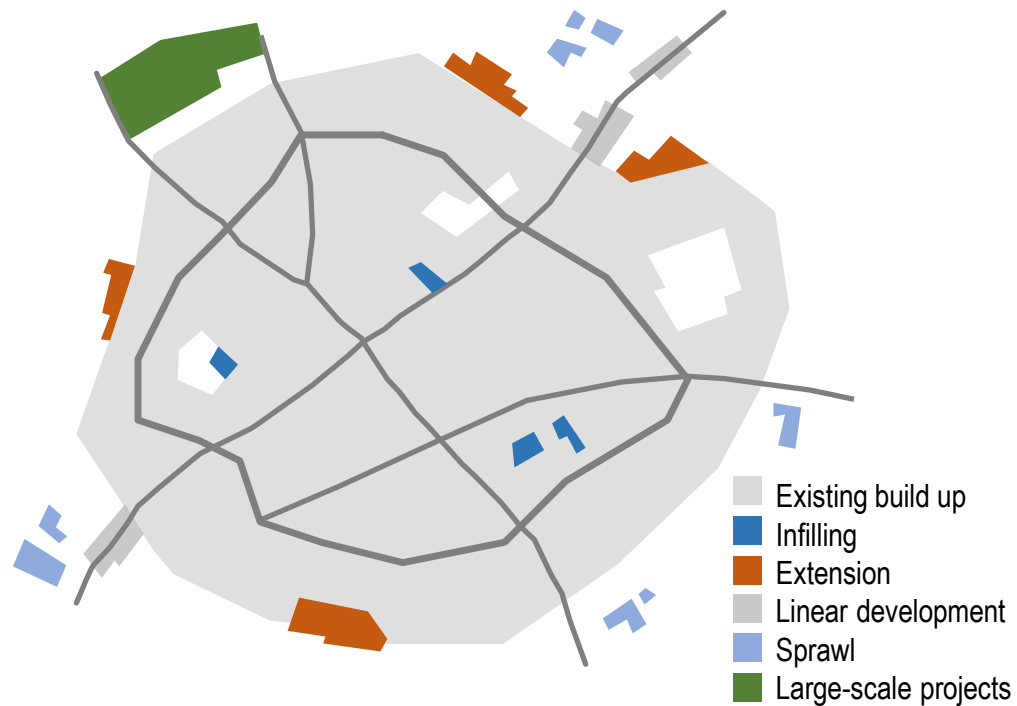 Existing build up
Infilling
Extension
Linear development
Sprawl
Large-scale projects